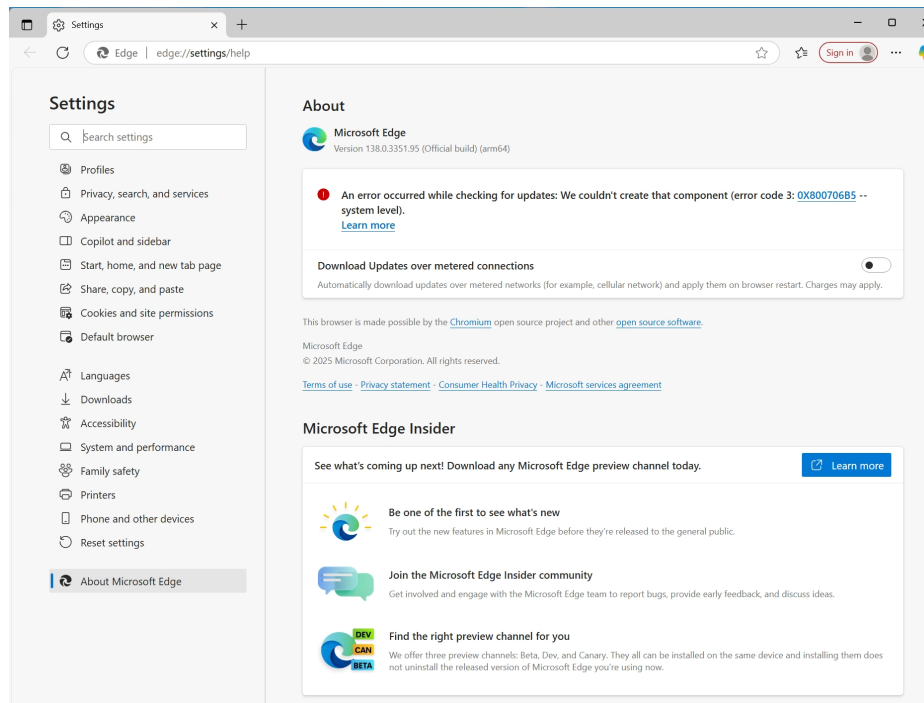 Settings
Edge
edge://settings/help
Sign in
Settings
Search settings
Profiles
Privacy, search, and services
Appearance
Copilot and sidebar
Start, home, and new tab page
Share, copy, and paste
Cookies and site permissions
Default browser
Languages
Downloads
Accessibility
System and performance
Family safety
Printers
Phone and other devices
Reset settings
About Microsoft Edge
About
Microsoft Edge
Version 138.0.3351.95 (Official build) (arm64)
An error occurred while checking for updates: We couldn't create that component (error code 3: 0X800706B5 --
system level).
Learn more
Download Updates over metered connections
Automatically download updates over metered networks (for example, cellular network) and apply them on browser restart. Charges may apply.
This browser is made possible by the Chromium open source project and other open source software.
Microsoft Edge
© 2025 Microsoft Corporation. All rights reserved.
Terms of use - Privacy statement - Consumer Health Privacy - Microsoft services agreement
Microsoft Edge Insider
See what's coming up next! Download any Microsoft Edge preview channel today.
Learn more
Be one of the first to see what's new
Try out the new features in Microsoft Edge before they're released to the general public.
Join the Microsoft Edge Insider community
Get involved and engage with the Microsoft Edge team to report bugs, provide early feedback, and discuss ideas.
DEV
CAN
BETA
Find the right preview channel for you
We offer three preview channels: Beta, Dev, and Canary. They all can be installed on the same device and installing them does
not uninstall the released version of Microsoft Edge you're using now.